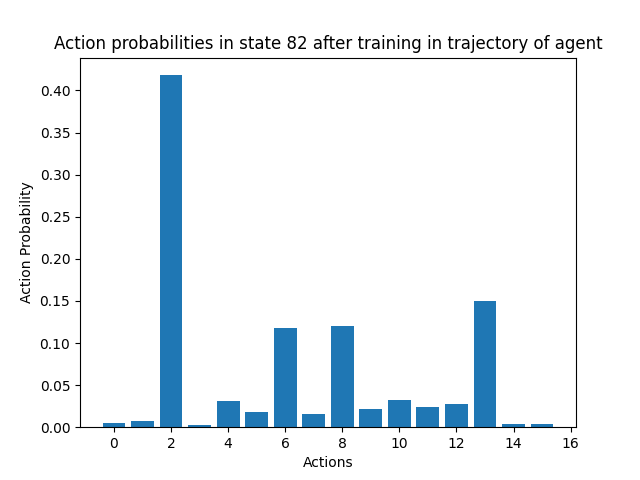 Action probabilities in state 82 after training in trajectory of agent
0.40
0.35
0.30
0.25
0.20
0.15
0.10
0.05
0.00
Action Probability
0 2 4 6 8 10 12 14 16
Actions